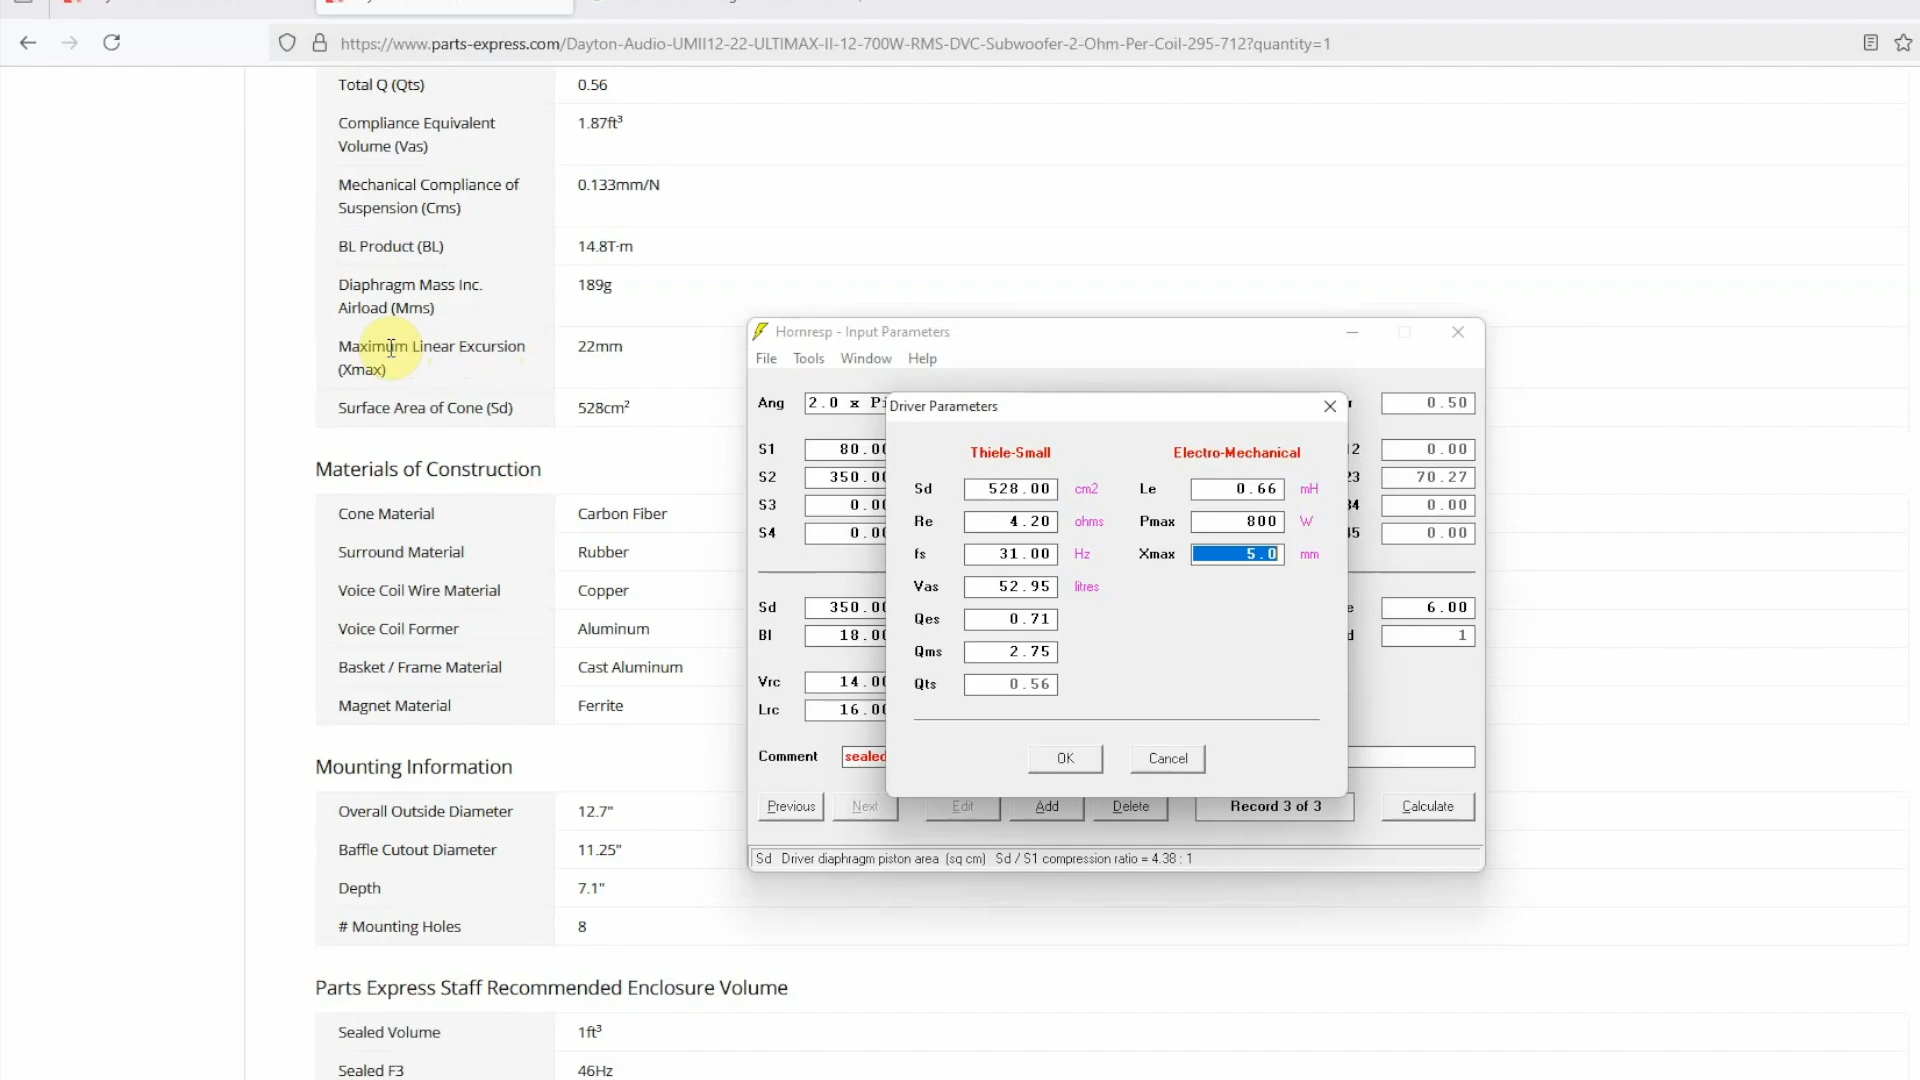 https://www.parts-express.com/Dayton-Audio-UMII12-22-ULTIMAX-II-12-700W-RMS-DVC-Subwoofer-2-Ohm-Per-Coil-295-712?quantity=1
Total Q (Qts) 0.56
Compliance Equivalent 1.87ft³
Volume (Vas)
Mechanical Compliance of 0.133mm/N
Suspension (Cms)
BL Product (BL) 14.8T·m
Diaphragm Mass Inc. 189g
Airload (Mms)
Maximum Linear Excursion 22mm
(Xmax)
Surface Area of Cone (Sd) 528cm²
Materials of Construction
Cone Material Carbon Fiber
Surround Material Rubber
Voice Coil Wire Material Copper
Voice Coil Former Aluminum
Basket / Frame Material Cast Aluminum
Magnet Material Ferrite
Mounting Information
Overall Outside Diameter 12.7"
Baffle Cutout Diameter 11.25"
Depth 7.1"
# Mounting Holes 8
Parts Express Staff Recommended Enclosure Volume
Sealed Volume 1ft³
Sealed F3 46Hz
Hornresp - Input Parameters
File Tools Window Help
Ang 2.0 x Pi 0.50
S1 80.00 0.00
S2 350.00 70.27
S3 0.00 0.00
S4 0.00 0.00
Sd 350.00 6.00
Bl 18.00 1
Vrc 14.00
Lrc 16.00
Comment sealed
Previous Next Edit Add Delete Record 3 of 3 Calculate
Sd Driver diaphragm piston area (sq cm) Sd / S1 compression ratio = 4.38 : 1
Driver Parameters
Thiele-Small Electro-Mechanical
Sd 528.00 cm2 Le 0.66 mH
Re 4.20 ohms Pmax 800 W
fs 31.00 Hz Xmax 5.0 mm
Vas 52.95 litres
Qes 0.71
Qms 2.75
Qts 0.56
OK Cancel